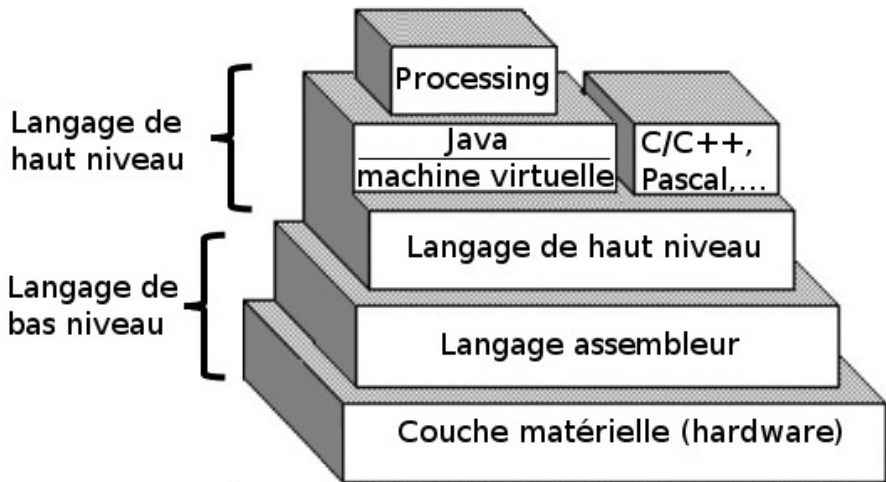 Processing
Langage de
haut niveau
Java
machine virtuelle
C/C++,
Pascal,...
Langage de haut niveau
Langage de
bas niveau
Langage assembleur
Couche matérielle (hardware)